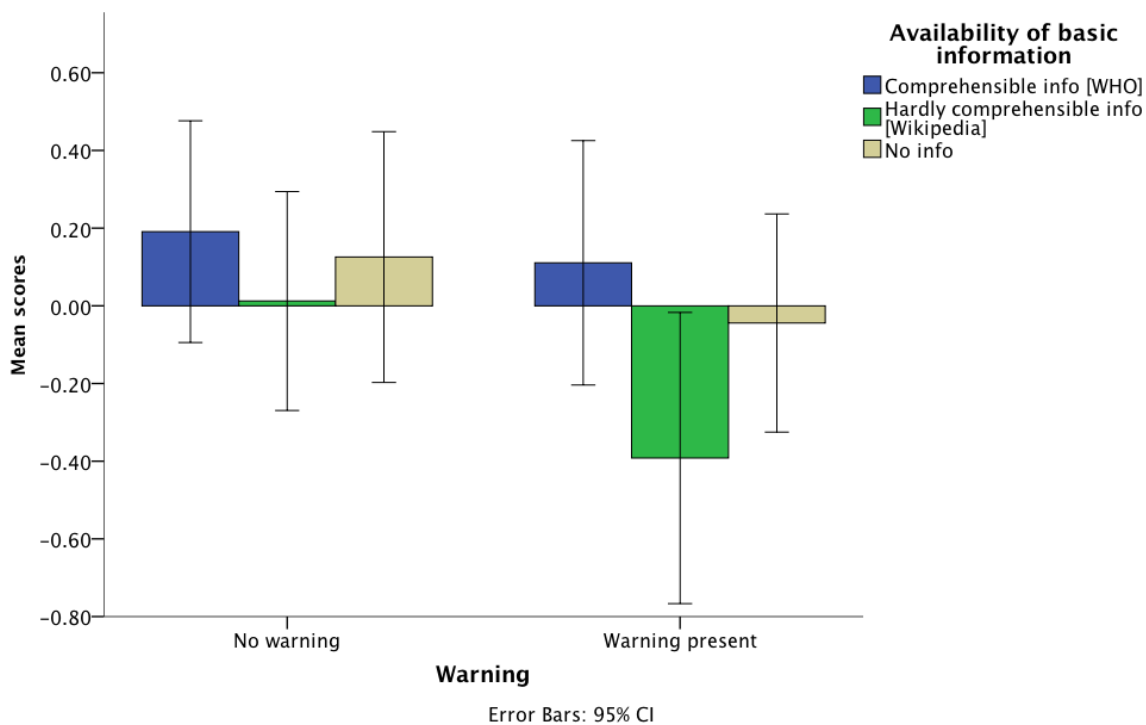 Availability of basic
information
Comprehensible info [WHO]
Hardly comprehensible info
[Wikipedia]
No info
0.60
0.40
0.20
0.00
−0.20
−0.40
−0.60
−0.80
Mean scores
No warning
Warning present
Warning
Error Bars: 95% CI